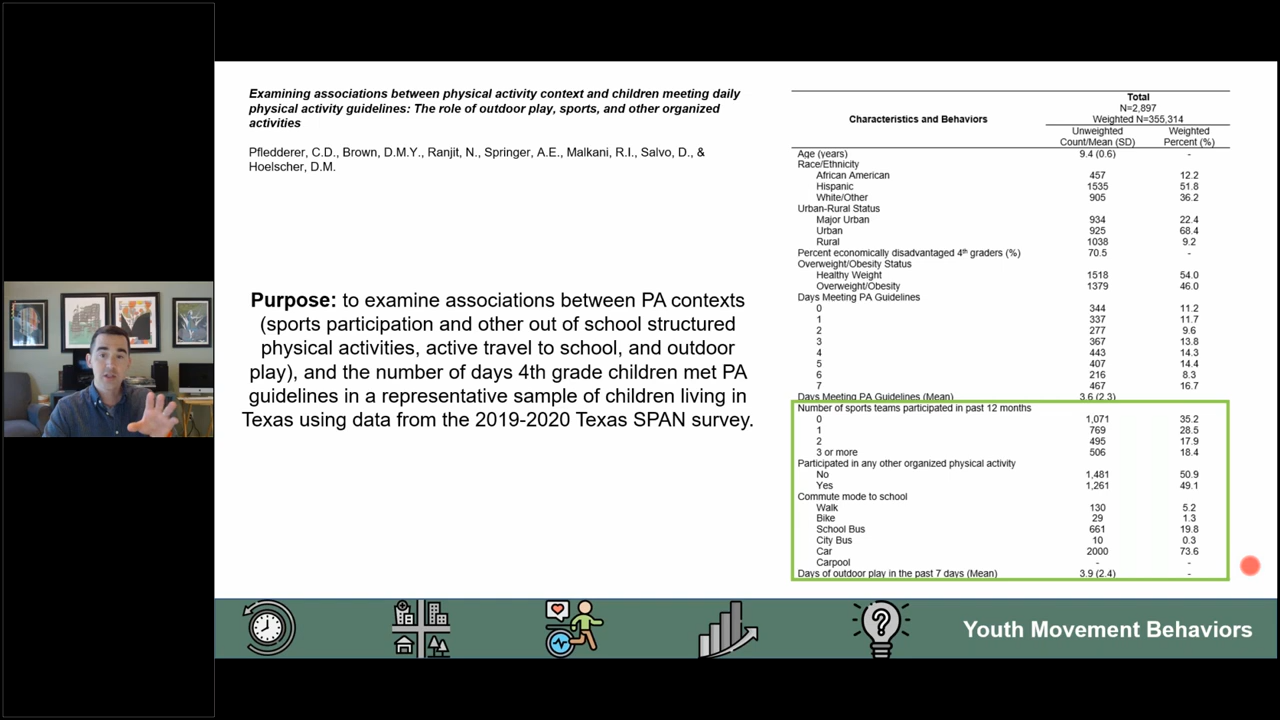 Examining associations between physical activity context and children meeting daily
physical activity guidelines: The role of outdoor play, sports, and other organized
activities
Pfledderer, C.D., Brown, D.M.Y., Ranjit, N., Springer, A.E., Malkani, R.I., Salvo, D., &
Hoelscher, D.M.
Purpose: to examine associations between PA contexts
(sports participation and other out of school structured
physical activities, active travel to school, and outdoor
play), and the number of days 4th grade children met PA
guidelines in a representative sample of children living in
Texas using data from the 2019-2020 Texas SPAN survey.
Total
N=2,897
Characteristics and Behaviors Weighted N=355,314
Unweighted Weighted
Count/Mean (SD) Percent (%)
Age (years) 9.4 (0.6) -
Race/Ethnicity
African American 457 12.2
Hispanic 1535 51.8
White/Other 905 36.2
Urban-Rural Status
Major Urban 934 22.4
Urban 925 68.4
Rural 1038 9.2
Percent economically disadvantaged 4th graders (%) 70.5 -
Overweight/Obesity Status
Healthy Weight 1518 54.0
Overweight/Obesity 1379 46.0
Days Meeting PA Guidelines
0 344 11.2
1 337 11.7
2 277 9.6
3 367 13.8
4 443 14.3
5 407 14.4
6 216 8.3
7 467 16.7
Days Meeting PA Guidelines (Mean) 3.6 (2.3) -
Number of sports teams participated in past 12 months
0 1,071 35.2
1 769 28.5
2 495 17.9
3 or more 506 18.4
Participated in any other organized physical activity
No 1,481 50.9
Yes 1,261 49.1
Commute mode to school
Walk 130 5.2
Bike 29 1.3
School Bus 661 19.8
City Bus 10 0.3
Car 2000 73.6
Carpool - -
Days of outdoor play in the past 7 days (Mean) 3.9 (2.4) -
Youth Movement Behaviors